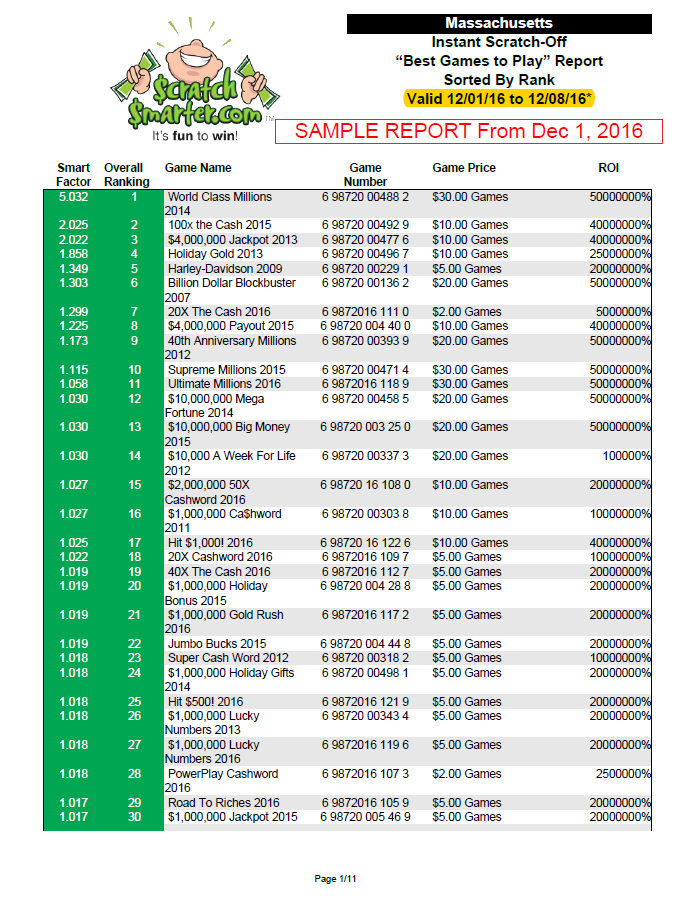 Massachusetts
Instant Scratch-Off
“Best Games to Play” Report
Sorted By Rank
Valid 12/01/16 to 12/08/16*
Scratch
Smarter.com TM
It's fun to win!
SAMPLE REPORT From Dec 1, 2016
Smart Overall Game Name Game Game Price ROI
Factor Ranking Number
5.032 1 World Class Millions 6 98720 00488 2 $30.00 Games 50000000%
2014
2.025 2 100x the Cash 2015 6 98720 00492 9 $10.00 Games 40000000%
2.022 3 $4,000,000 Jackpot 2013 6 98720 00477 6 $10.00 Games 40000000%
1.858 4 Holiday Gold 2013 6 98720 00496 7 $10.00 Games 25000000%
1.349 5 Harley-Davidson 2009 6 98720 00229 1 $5.00 Games 20000000%
1.303 6 Billion Dollar Blockbuster 6 98720 00136 2 $20.00 Games 50000000%
2007
1.299 7 20X The Cash 2016 6 9872016 111 0 $2.00 Games 5000000%
1.225 8 $4,000,000 Payout 2015 6 98720 004 40 0 $10.00 Games 40000000%
1.173 9 40th Anniversary Millions 6 98720 00393 9 $20.00 Games 50000000%
2012
1.115 10 Supreme Millions 2015 6 98720 00471 4 $30.00 Games 50000000%
1.058 11 Ultimate Millions 2016 6 9872016 118 9 $30.00 Games 50000000%
1.030 12 $10,000,000 Mega 6 98720 00458 5 $20.00 Games 50000000%
Fortune 2014
1.030 13 $10,000,000 Big Money 6 98720 003 25 0 $20.00 Games 50000000%
2015
1.030 14 $10,000 A Week For Life 6 98720 00337 3 $20.00 Games 100000%
2012
1.027 15 $2,000,000 50X 6 98720 16 108 0 $10.00 Games 20000000%
Cashword 2016
1.027 16 $1,000,000 Ca$hword 6 98720 00303 8 $10.00 Games 10000000%
2011
1.025 17 Hit $1,000! 2016 6 98720 16 122 6 $10.00 Games 40000000%
1.022 18 20X Cashword 2016 6 9872016 109 7 $5.00 Games 10000000%
1.019 19 40X The Cash 2016 6 9872016 112 7 $5.00 Games 20000000%
1.019 20 $1,000,000 Holiday 6 98720 004 28 8 $5.00 Games 20000000%
Bonus 2015
1.019 21 $1,000,000 Gold Rush 6 9872016 117 2 $5.00 Games 20000000%
2016
1.019 22 Jumbo Bucks 2015 6 98720 004 44 8 $5.00 Games 20000000%
1.018 23 Super Cash Word 2012 6 98720 00318 2 $5.00 Games 10000000%
1.018 24 $1,000,000 Holiday Gifts 6 98720 00498 1 $5.00 Games 20000000%
2014
1.018 25 Hit $500! 2016 6 9872016 121 9 $5.00 Games 20000000%
1.018 26 $1,000,000 Lucky 6 98720 00343 4 $5.00 Games 20000000%
Numbers 2013
1.018 27 $1,000,000 Lucky 6 9872016 119 6 $5.00 Games 20000000%
Numbers 2016
1.018 28 PowerPlay Cashword 6 9872016 107 3 $2.00 Games 2500000%
2016
1.017 29 Road To Riches 2016 6 9872016 105 9 $5.00 Games 20000000%
1.017 30 $1,000,000 Jackpot 2015 6 98720 005 46 9 $5.00 Games 20000000%
Page 1/11